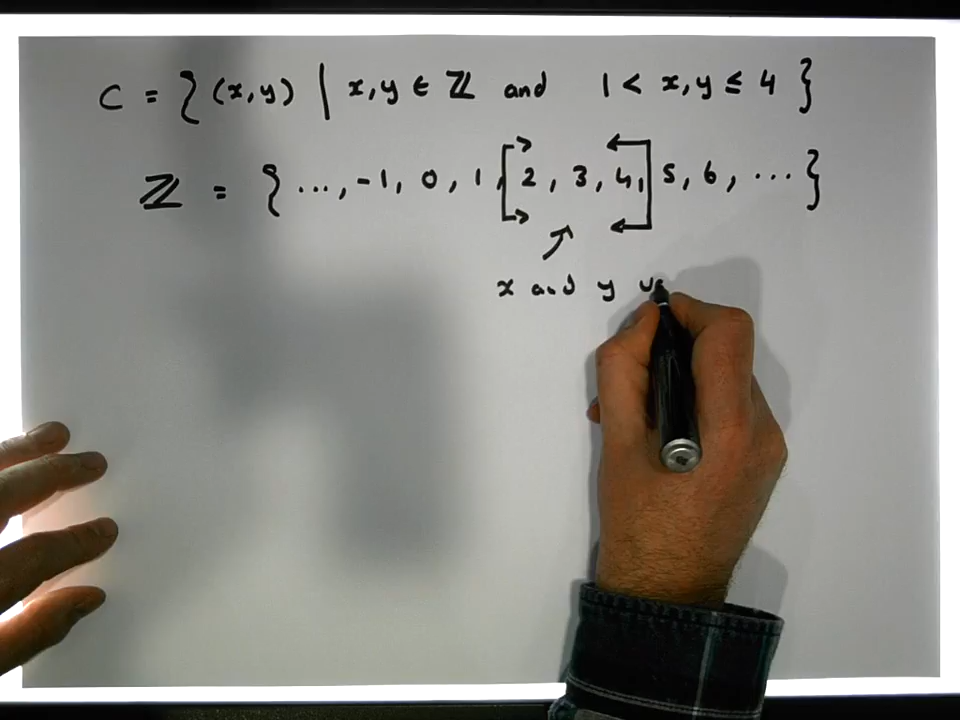 C = { (x,y) | x,y ∈ ℤ and 1 < x,y ≤ 4 }
ℤ = { ..., -1, 0, 1, [2, 3, 4,] 5, 6, ... }
x and y